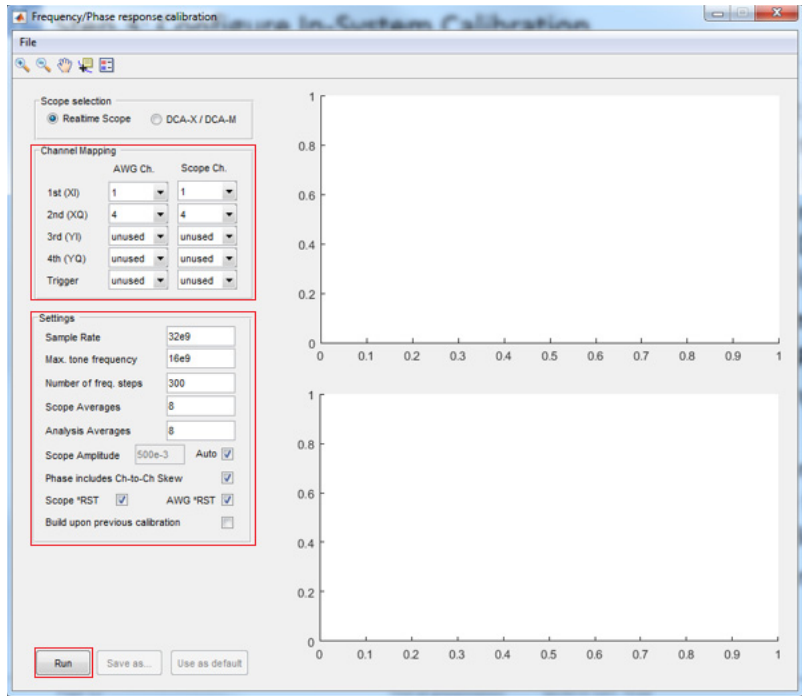 Frequency/Phase response calibration
Step 3: Configure In-System Calibration
File
Scope selection
Realtime Scope DCA-X / DCA-M
Channel Mapping
AWG Ch. Scope Ch.
1st (XI) 1 1
2nd (XQ) 4 4
3rd (YI) unused unused
4th (YQ) unused unused
Trigger unused unused
Settings
Sample Rate 32e9
Max. tone frequency 16e9
Number of freq. steps 300
Scope Averages 8
Analysis Averages 8
Scope Amplitude 500e-3 Auto
Phase includes Ch-to-Ch Skew
Scope *RST AWG *RST
Build upon previous calibration
Run Save as... Use as default
1
0.8
0.6
0.4
0.2
0
0 0.1 0.2 0.3 0.4 0.5 0.6 0.7 0.8 0.9 1
1
0.8
0.6
0.4
0.2
0
0 0.1 0.2 0.3 0.4 0.5 0.6 0.7 0.8 0.9 1